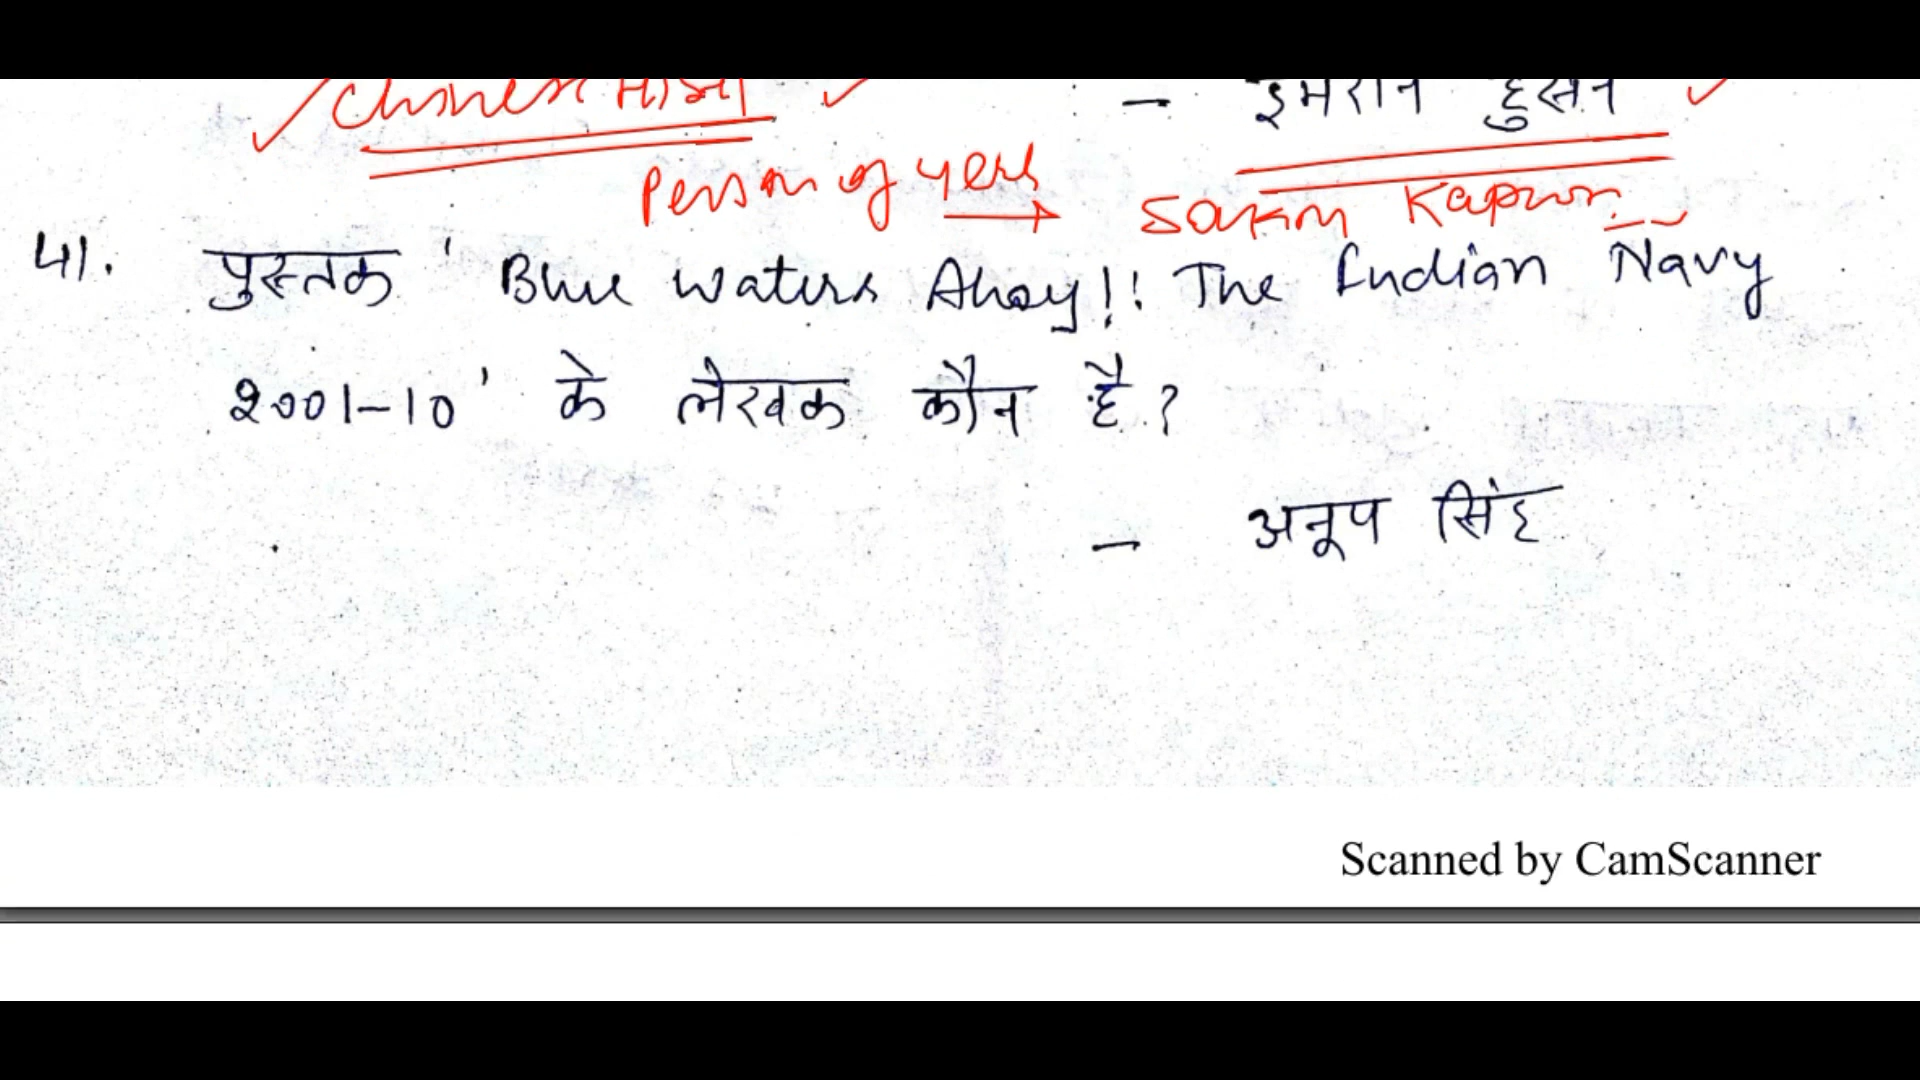 - इमरान हुसैन
Person of year → Sonam Kapoor
41. पुस्तक ' Blue Waters Ahoy!! The Indian Navy
2001-10' के लेखक कौन है ?
- अनूप सिंह
Scanned by CamScanner